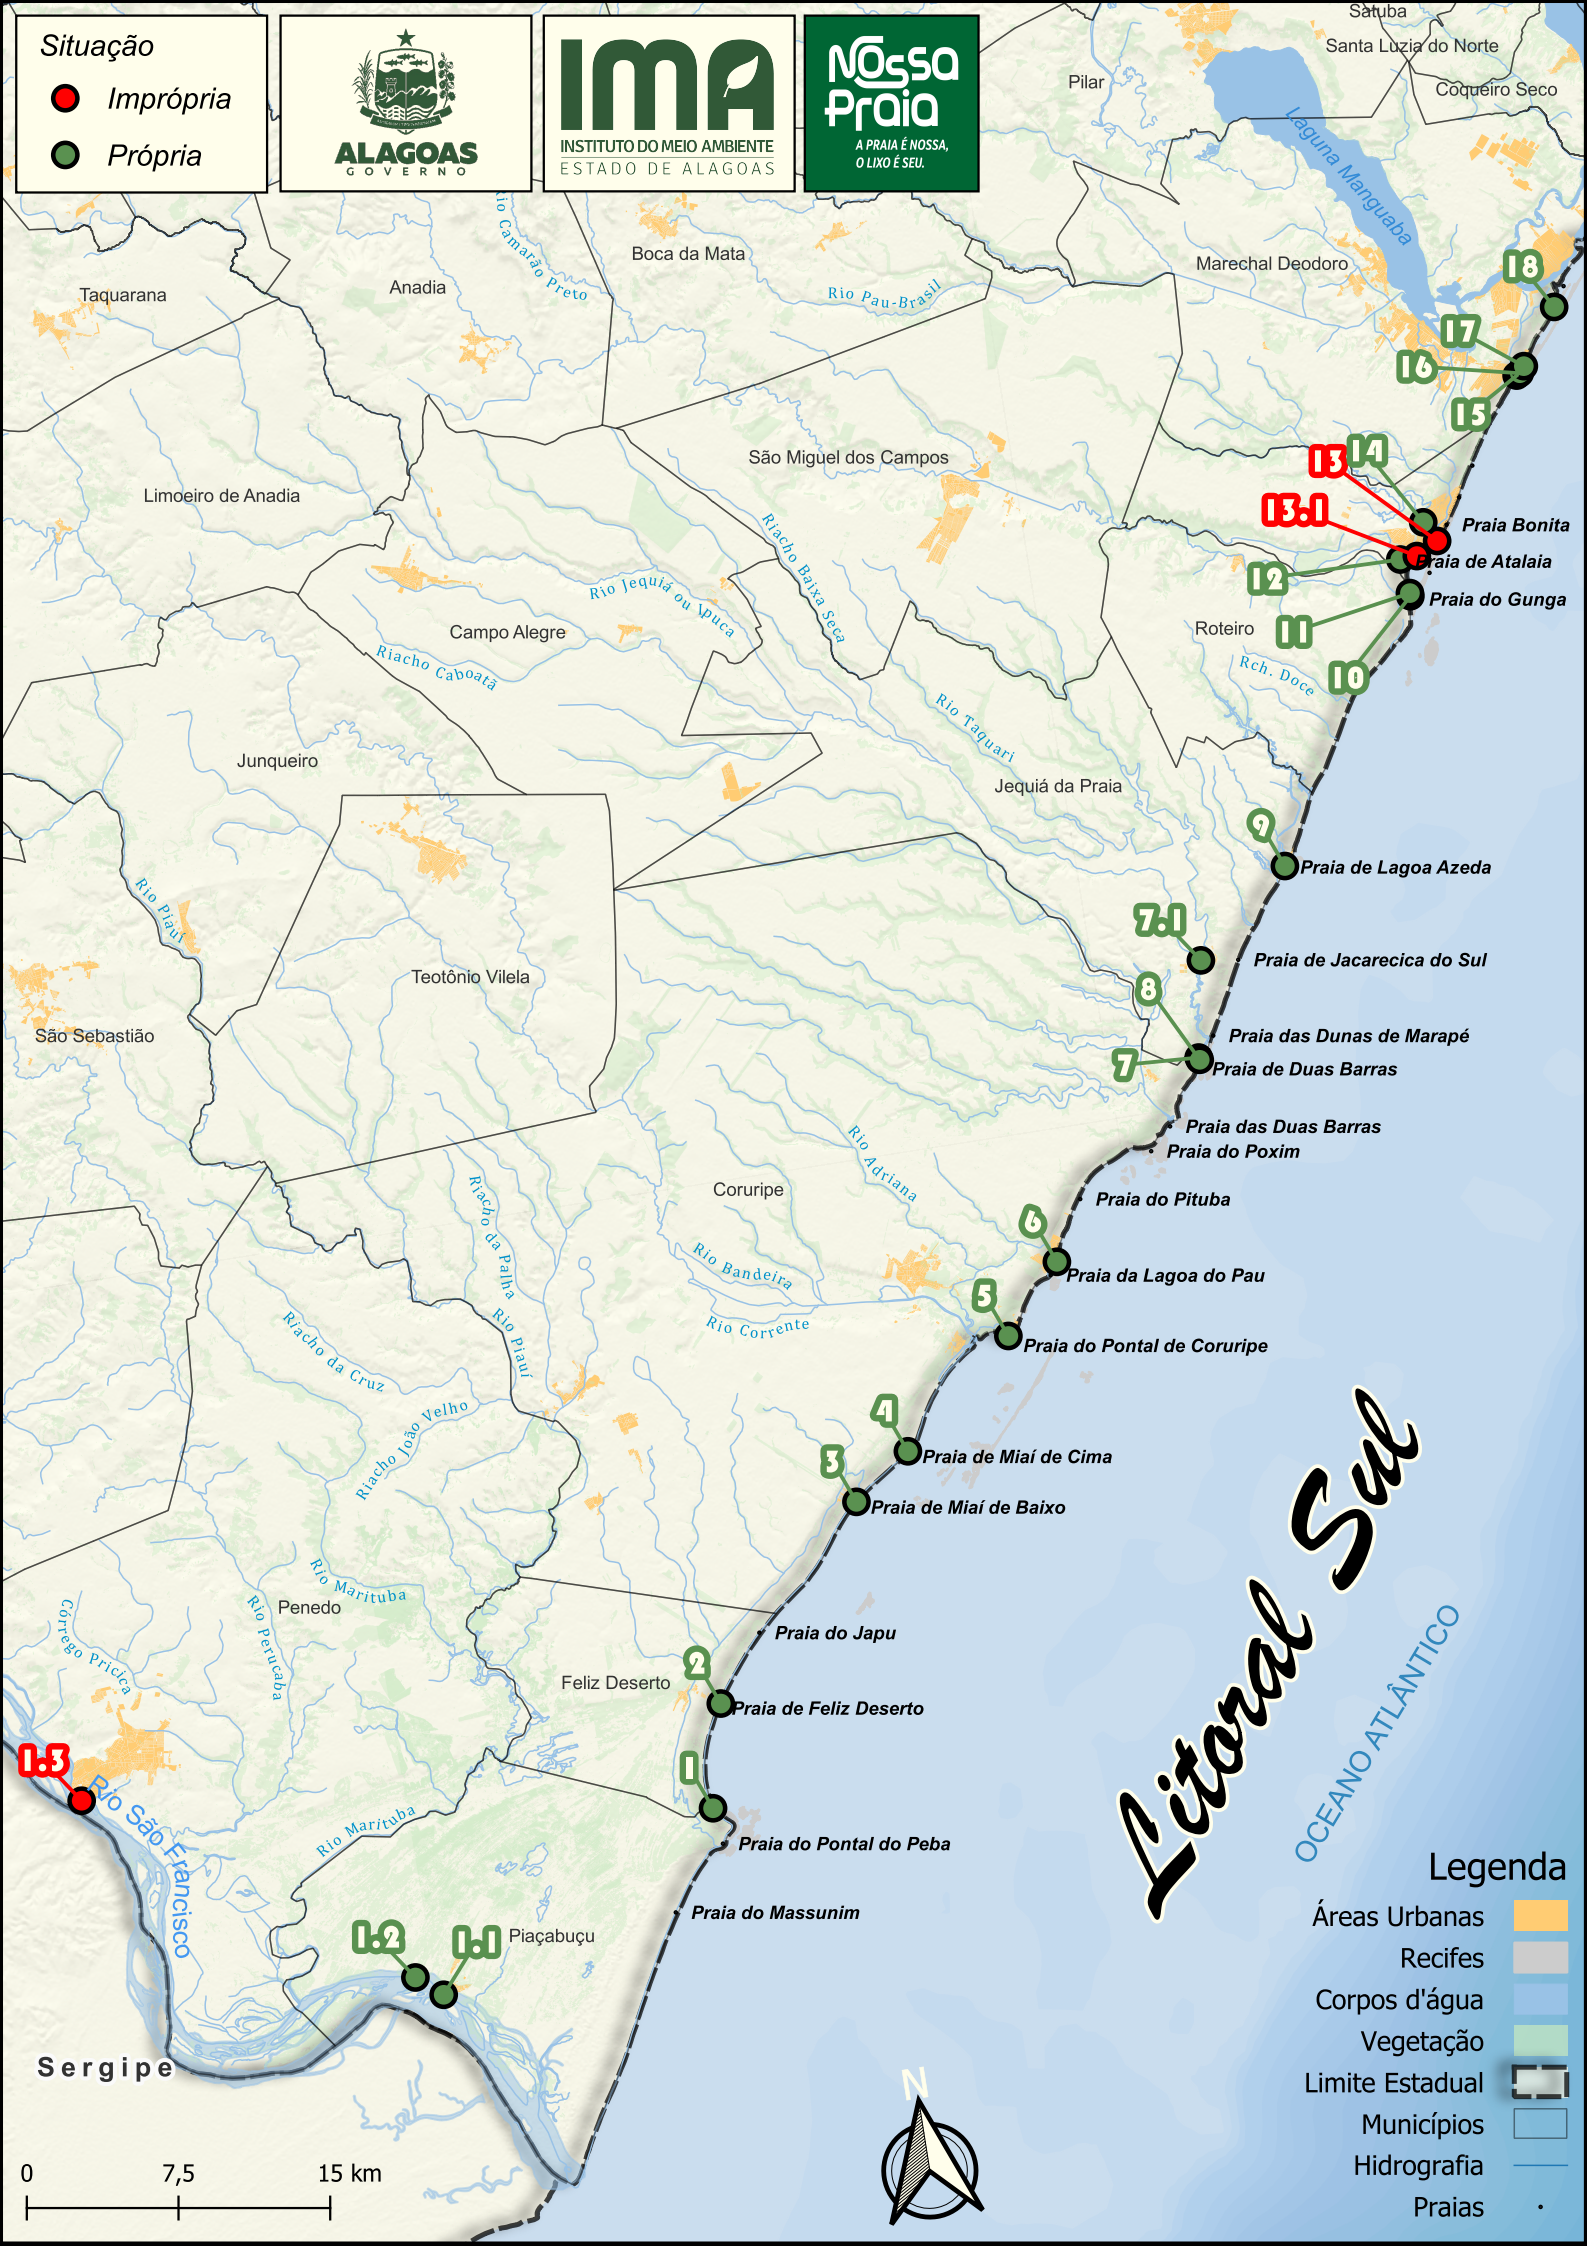 Situação
Imprópria
Própria
ALAGOAS
GOVERNO
IMA
INSTITUTO DO MEIO AMBIENTE
ESTADO DE ALAGOAS
Nossa
Praia
A PRAIA É NOSSA,
O LIXO É SEU.
Satuba
Santa Luzia do Norte
Pilar
Coqueiro Seco
Laguna Manguaba
Rio Camarão Preto
Boca da Mata
Marechal Deodoro
18
Anadia
Taquarana
Rio Pau-Brasil
17
16
15
14
13
São Miguel dos Campos
Limoeiro de Anadia
13.1
Praia Bonita
Riacho Baixa Seca
Praia de Atalaia
12
Rio Jequiá ou Ipuca
Praia do Gunga
Campo Alegre
Roteiro
11
Riacho Caboatã
Rch. Doce
10
Rio Taquari
Junqueiro
Jequiá da Praia
9
Praia de Lagoa Azeda
Rio Piauí
7.1
Praia de Jacarecica do Sul
Teotônio Vilela
8
São Sebastião
Praia das Dunas de Marapé
7
Praia de Duas Barras
Praia das Duas Barras
Rio Adriana
Praia do Poxim
Coruripe
Praia do Pituba
Riacho da Palha
6
Rio Bandeira
Praia da Lagoa do Pau
5
Rio Corrente
Rio Piauí
Riacho da Cruz
Praia do Pontal de Coruripe
4
Riacho João Velho
Praia de Miaí de Cima
3
Praia de Miaí de Baixo
Litoral Sul
Rio Marituba
Penedo
Córrego Pricica
Rio Perucaba
Praia do Japu
2
Feliz Deserto
Praia de Feliz Deserto
OCEANO ATLÂNTICO
1.3
1
Rio São Francisco
Rio Marituba
Praia do Pontal do Peba
Praia do Massunim
1.2
1.1
Piaçabuçu
Sergipe
Legenda
Áreas Urbanas
Recifes
Corpos d'água
Vegetação
Limite Estadual
Municípios
Hidrografia
Praias
N
0 7,5 15 km